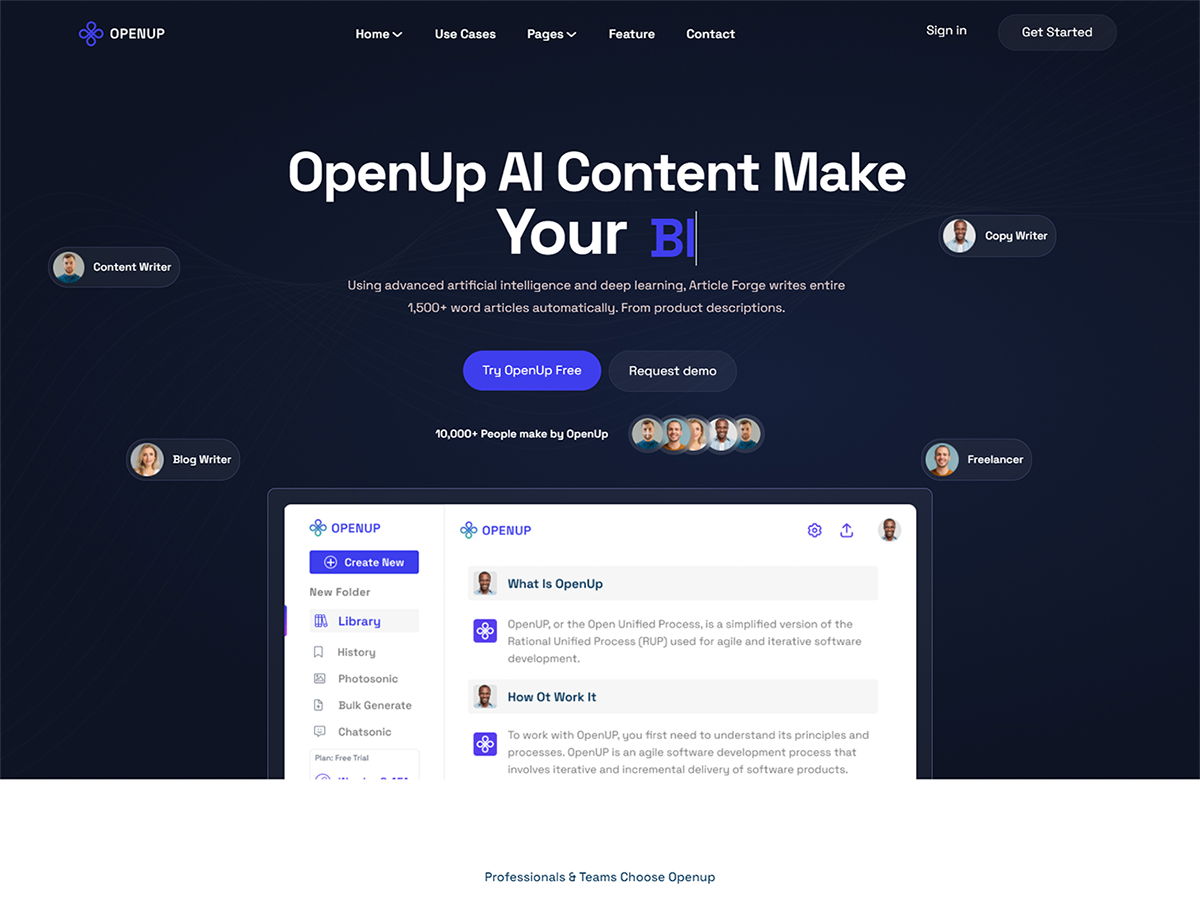 OPENUP
Home
Use Cases
Pages
Feature
Contact
Sign in
Get Started
OpenUp AI Content Make
Your Bl
Using advanced artificial intelligence and deep learning, Article Forge writes entire
1,500+ word articles automatically. From product descriptions.
Content Writer
Copy Writer
Try OpenUp Free
Request demo
10,000+ People make by OpenUp
Blog Writer
Freelancer
OPENUP
Create New
New Folder
Library
History
Photosonic
Bulk Generate
Chatsonic
Plan: Free Trial
OPENUP
What Is OpenUp
OpenUP, or the Open Unified Process, is a simplified version of the
Rational Unified Process (RUP) used for agile and iterative software
development.
How Ot Work It
To work with OpenUP, you first need to understand its principles and
processes. OpenUP is an agile software development process that
involves iterative and incremental delivery of software products.
Professionals & Teams Choose Openup